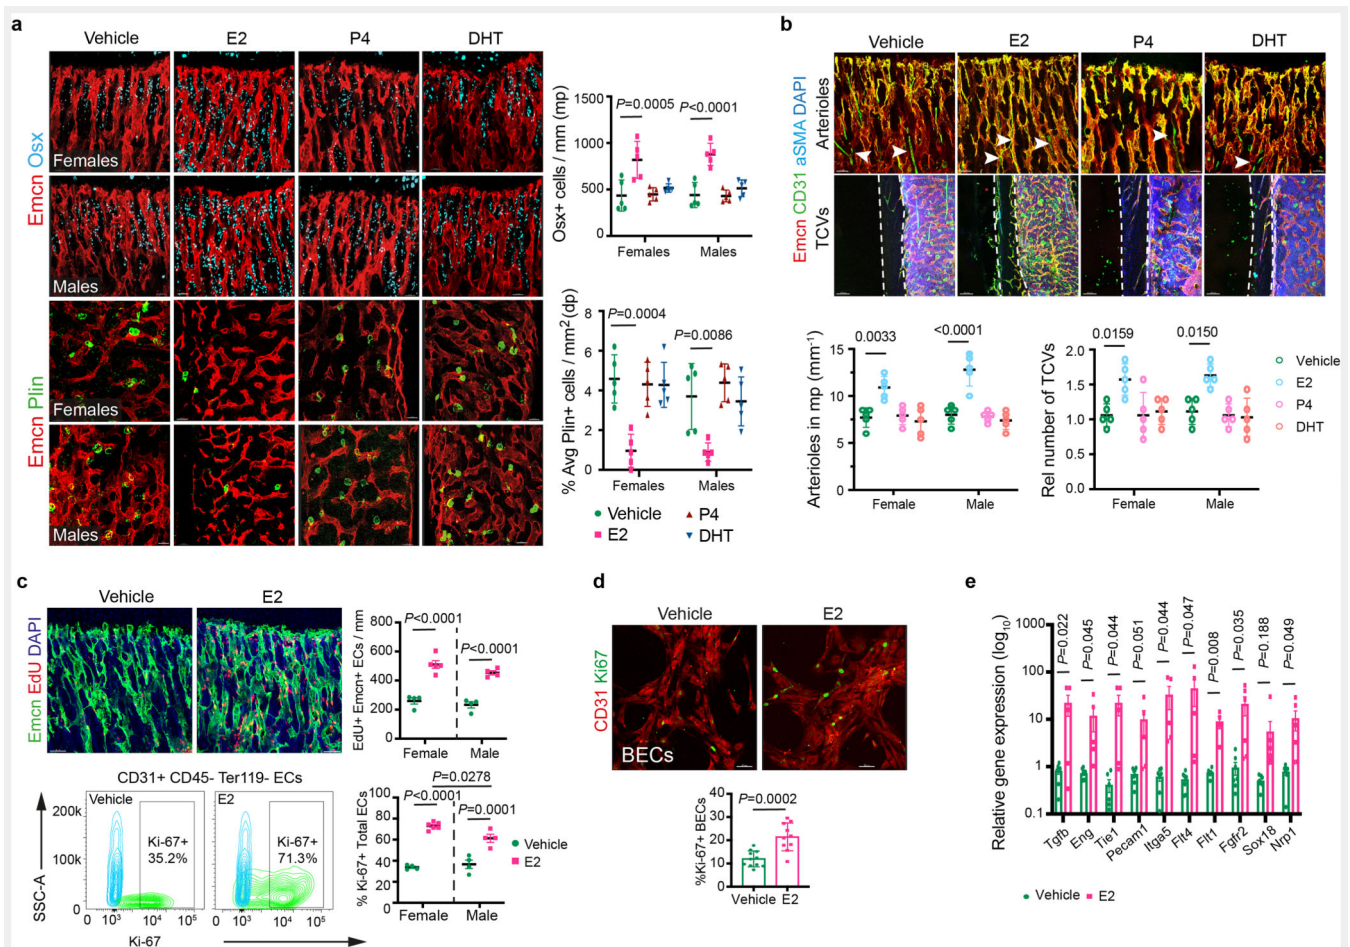 a
Vehicle E2 P4 DHT
Emcn Osx
Females
Males
Emcn Plin
Females
Males
Osx+ cells / mm (mp)
1500
1000
500
0
P=0.0005 P<0.0001
Females Males
% Avg Plin+ cells / mm² (dp)
8
6
4
2
0
P=0.0004
P=0.0086
Females Males
Vehicle P4
E2 DHT
b
Vehicle E2 P4 DHT
Emcn CD31 aSMA DAPI
Arterioles
TCVs
Arterioles in mp (mm⁻¹)
15
10
5
0
0.0033 <0.0001
Female Male
Rel number of TCVs
2.0
1.5
1.0
0.5
0.0
0.0159 0.0150
Female Male
Vehicle
E2
P4
DHT
c
Vehicle E2
Emcn EdU DAPI
EdU+ Emcn+ ECs / mm
800
600
400
200
0
P<0.0001
P<0.0001
Female Male
CD31+ CD45- Ter119- ECs
SSC-A
200k
100k
0
Vehicle
Ki-67+
35.2%
E2
Ki-67+
71.3%
0 10³ 10⁴ 10⁵ 0 10³ 10⁴ 10⁵
Ki-67
% Ki-67+ Total ECs
100
80
60
40
20
0
P=0.0278
P<0.0001
P=0.0001
Female Male
Vehicle
E2
d
Vehicle E2
CD31 Ki67
BECs
%Ki-67+ BECs
40
30
20
10
0
P=0.0002
Vehicle E2
e
Relative gene expression (log₁₀)
1000
100
10
1
0.1
P=0.022
P=0.045
P=0.044
P=0.051
P=0.044
P=0.047
P=0.008
P=0.035
P=0.188
P=0.049
Tgfb
Eng
Tie1
Pecam1
Itga5
Flt4
Flt1
Fgfr2
Sox18
Nrp1
Vehicle E2